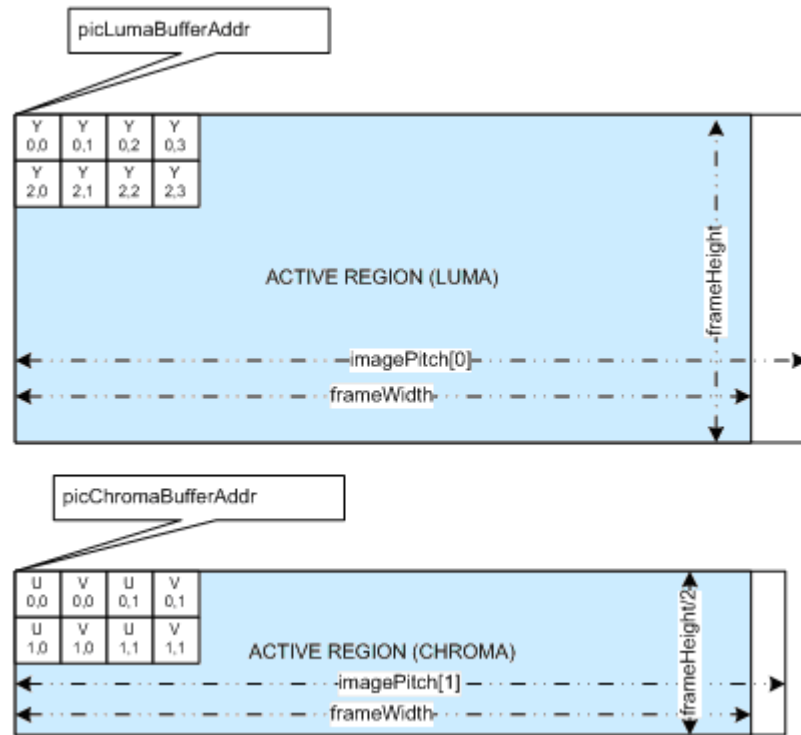 picLumaBufferAddr
Y Y Y Y
0,0 0,1 0,2 0,3
Y Y Y Y
2,0 2,1 2,2 2,3
ACTIVE REGION (LUMA)
frameHeight
imagePitch[0]
frameWidth
picChromaBufferAddr
U V U V
0,0 0,0 0,1 0,1
U V U V
1,0 1,0 1,1 1,1
ACTIVE REGION (CHROMA)
frameHeight/2
imagePitch[1]
frameWidth